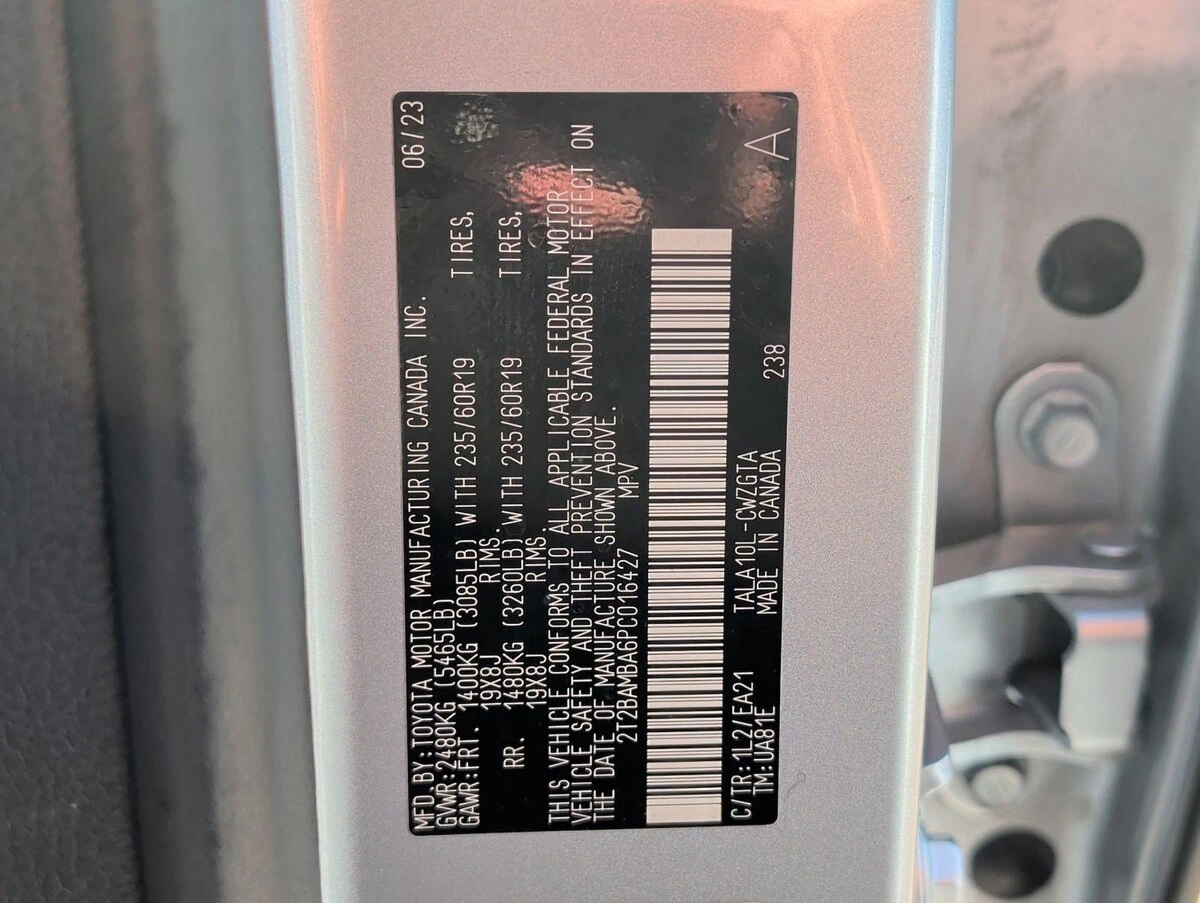 MFD.BY:TOYOTA MOTOR MANUFACTURING CANADA INC. 06/23
GVWR:2480KG (5465LB)
GAWR:FRT. 1400KG (3085LB) WITH 235/60R19 TIRES,
19X8J RIMS.
RR. 1480KG (3260LB) WITH 235/60R19 TIRES,
19X8J RIMS.
THIS VEHICLE CONFORMS TO ALL APPLICABLE FEDERAL MOTOR
VEHICLE SAFETY AND THEFT PREVENTION STANDARDS IN EFFECT ON
THE DATE OF MANUFACTURE SHOWN ABOVE.
2T2BAMBA6PC016427 MPV
C/TR:1L2/EA21 TALA10L-CWZGTA
TM:UA81E MADE IN CANADA 238 A